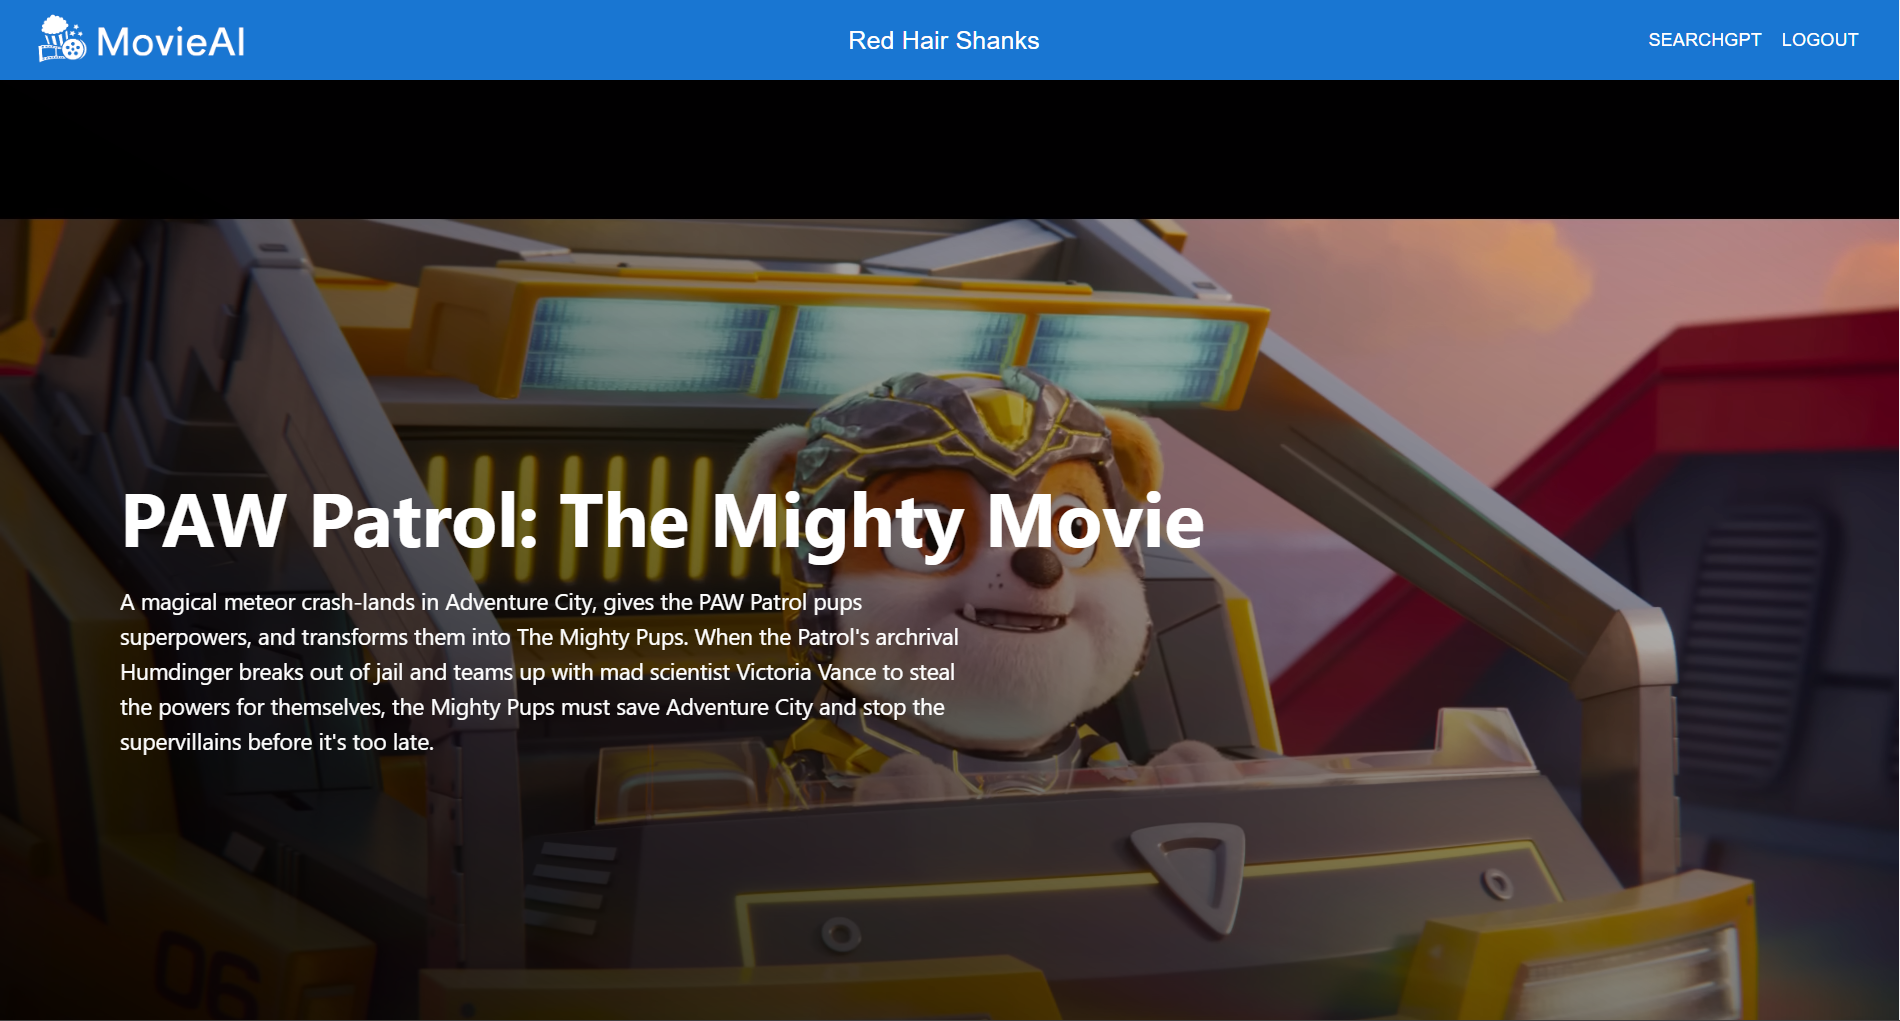 MovieAI
Red Hair Shanks
SEARCHGPT
LOGOUT
PAW Patrol: The Mighty Movie
A magical meteor crash-lands in Adventure City, gives the PAW Patrol pups
superpowers, and transforms them into The Mighty Pups. When the Patrol's archrival
Humdinger breaks out of jail and teams up with mad scientist Victoria Vance to steal
the powers for themselves, the Mighty Pups must save Adventure City and stop the
supervillains before it's too late.
06